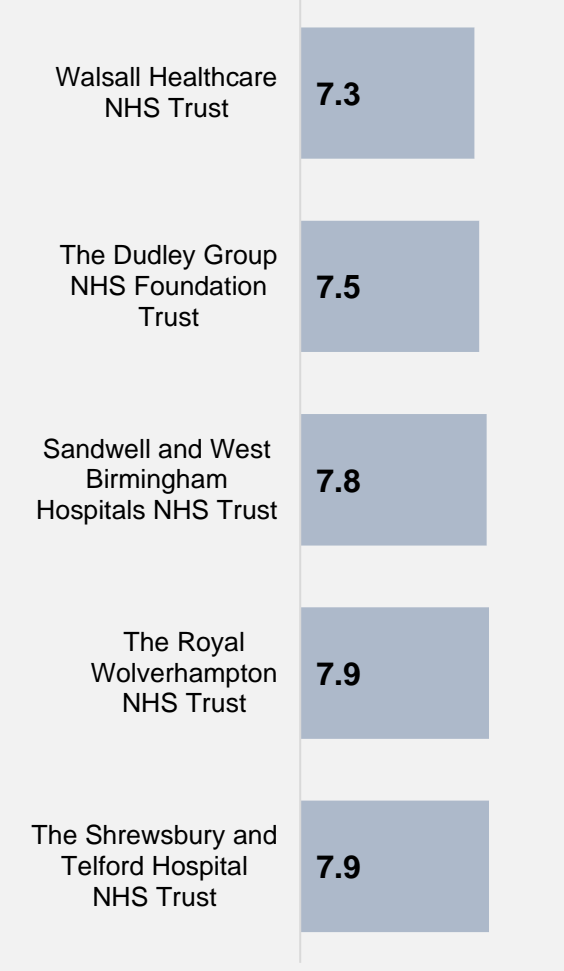 Walsall Healthcare
NHS Trust
7.3
The Dudley Group
NHS Foundation
Trust
7.5
Sandwell and West
Birmingham
Hospitals NHS Trust
7.8
The Royal
Wolverhampton
NHS Trust
7.9
The Shrewsbury and
Telford Hospital
NHS Trust
7.9